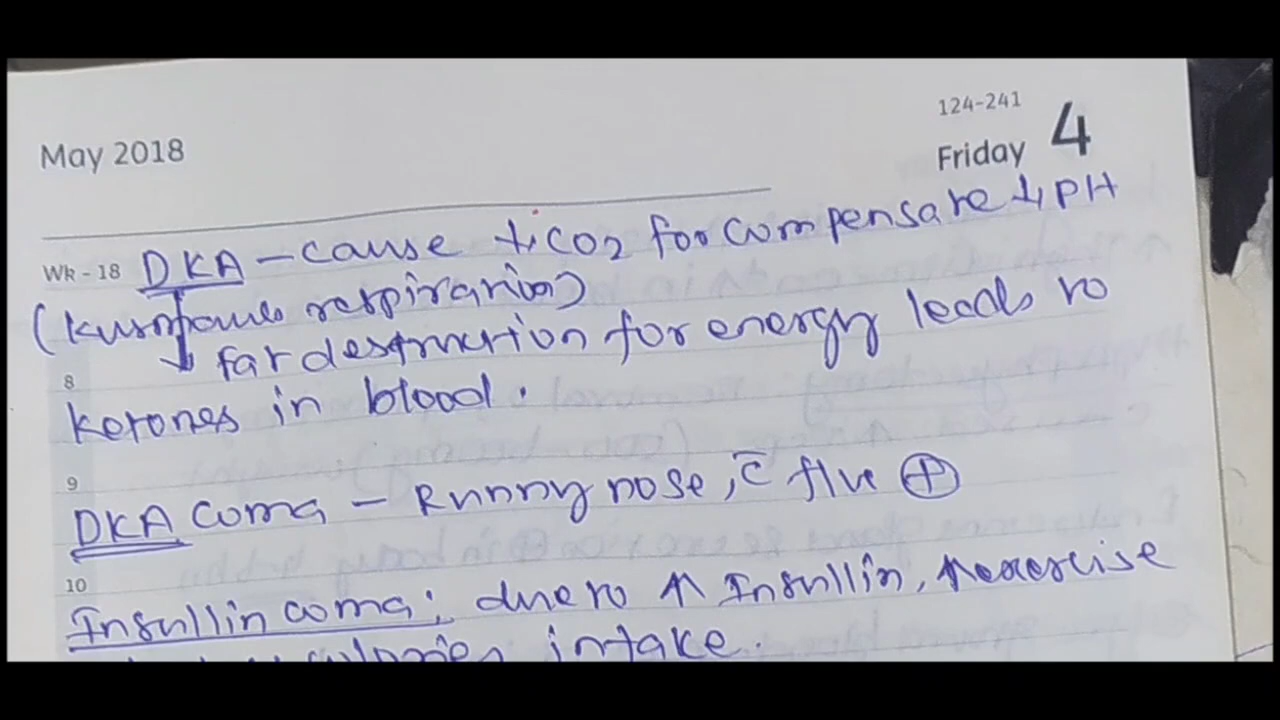 May 2018
124-241
Friday 4
Wk - 18 DKA - cause ↓ CO2 for compensate ↓ PH
(Kussmauls respiration)
↓ fat destruction for energy leads to
8
ketones in blood.
9
DKA coma - Runny nose, c̄ flue ⊕
10
Insullin coma: due to ↑ Insullin, ↑ exercise
intake.